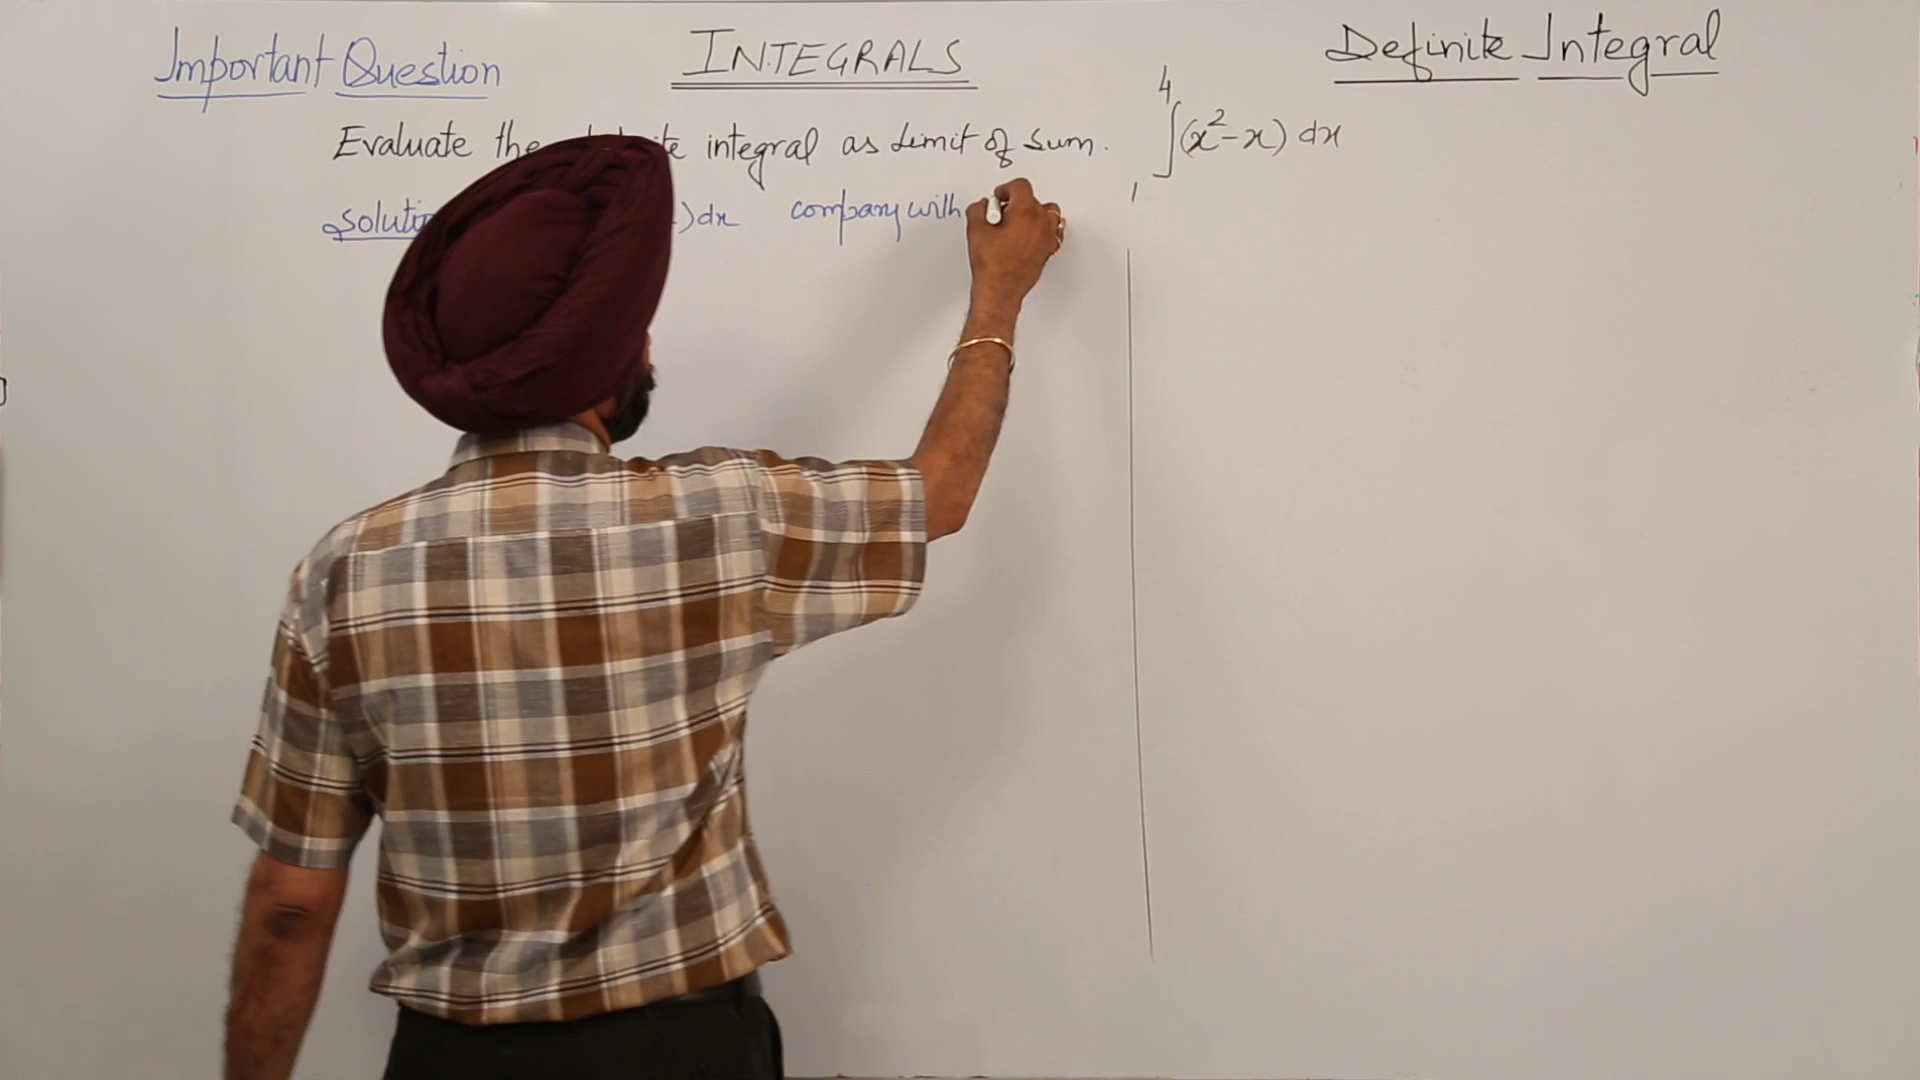 Important Question
INTEGRALS
Definite Integral
Evaluate the integral as Limit of Sum. ∫₁⁴ (x² - x) dx
) dx company with